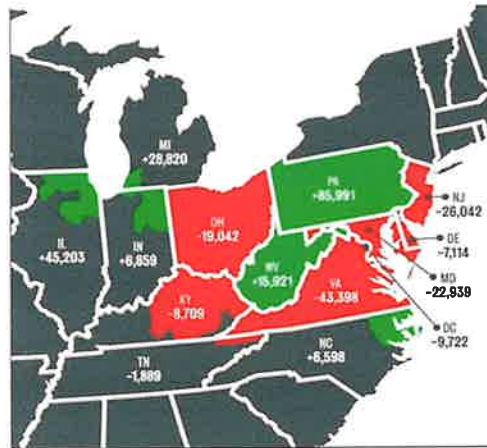 MI
+28,820
PA
+85,991
NJ
-26,042
OH
-19,042
IL
+45,203
IN
+6,859
DE
-7,114
WV
+15,921
MD
-22,939
VA
-43,398
KY
-8,709
DC
-9,722
NC
+6,598
TN
-1,889